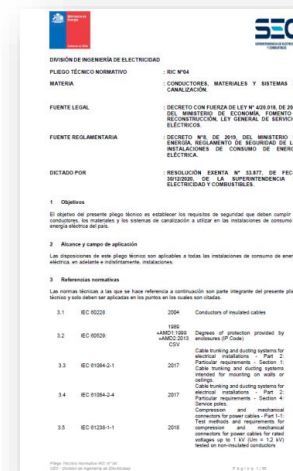 SEC
DIVISIÓN DE INGENIERÍA DE ELECTRICIDAD
PLIEGO TÉCNICO NORMATIVO : RIC N°04
MATERIA : CONDUCTORES, MATERIALES Y SISTEMAS
CANALIZACIÓN.
FUENTE LEGAL : DECRETO CON FUERZA DE LEY N° 4/20.018, DE 20
DEL MINISTERIO DE ECONOMÍA, FOMENTO
RECONSTRUCCIÓN, LEY GENERAL DE SERVICI
ELÉCTRICOS.
FUENTE REGLAMENTARIA : DECRETO N°8, DE 2019, DEL MINISTERIO
ENERGÍA, REGLAMENTO DE SEGURIDAD DE L
INSTALACIONES DE CONSUMO DE ENERG
ELÉCTRICA.
DICTADO POR : RESOLUCIÓN EXENTA N° 33.877, DE FEC
30/12/2020, DE LA SUPERINTENDENCIA
ELECTRICIDAD Y COMBUSTIBLES.
1 Objetivos
El objetivo del presente pliego técnico es establecer los requisitos de seguridad que deben cumplir
conductores, los materiales y los sistemas de canalización a utilizar en las instalaciones de consumo
energía eléctrica del país.
2 Alcance y campo de aplicación
Las disposiciones de este pliego técnico son aplicables a todas las instalaciones de consumo de ener
eléctrica, en adelante e indistintamente, instalaciones.
3 Referencias normativas
Las normas técnicas a las que se hace referencia a continuación son parte integrante del presente plie
técnico y solo deben ser aplicadas en los puntos en los cuales son citadas.
3.1 IEC 60228 2004 Conductors of insulated cables
3.2 IEC 60529: 1989 +AMD1:1999 +AMD2:2013 CSV Degrees of protection provided by enclosures (IP Code)
3.3 IEC 61084-2-1 2017 Cable trunking and ducting systems for
electrical installations - Part 2:
Particular requirements - Section 1:
Cable trunking and ducting systems
intended for mounting on walls or
ceilings.
3.4 IEC 61084-2-4 2017 Cable trunking and ducting systems for
electrical installations - Part 2:
Particular requirements - Section 4:
Service poles.
3.5 IEC 61238-1-1 2018 Compression and mechanical
connectors for power cables - Part 1-1:
Test methods and requirements for
compression and mechanical
connectors for power cables for rated
voltages up to 1 kV (Um = 1,2 kV)
tested on non-insulated conductors
Pliego Técnico Normativo RIC N° 04